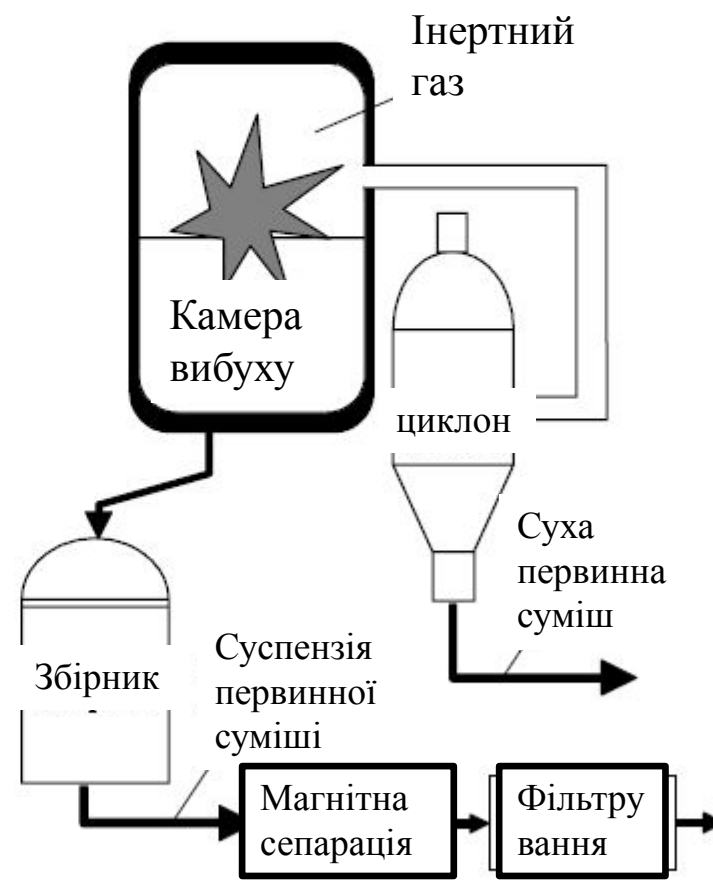 Інертний
газ
Камера
вибуху
циклон
Суха
первинна
суміш
Збірник
Суспензія
первинної
суміші
Магнітна
сепарація
Фільтру
вання